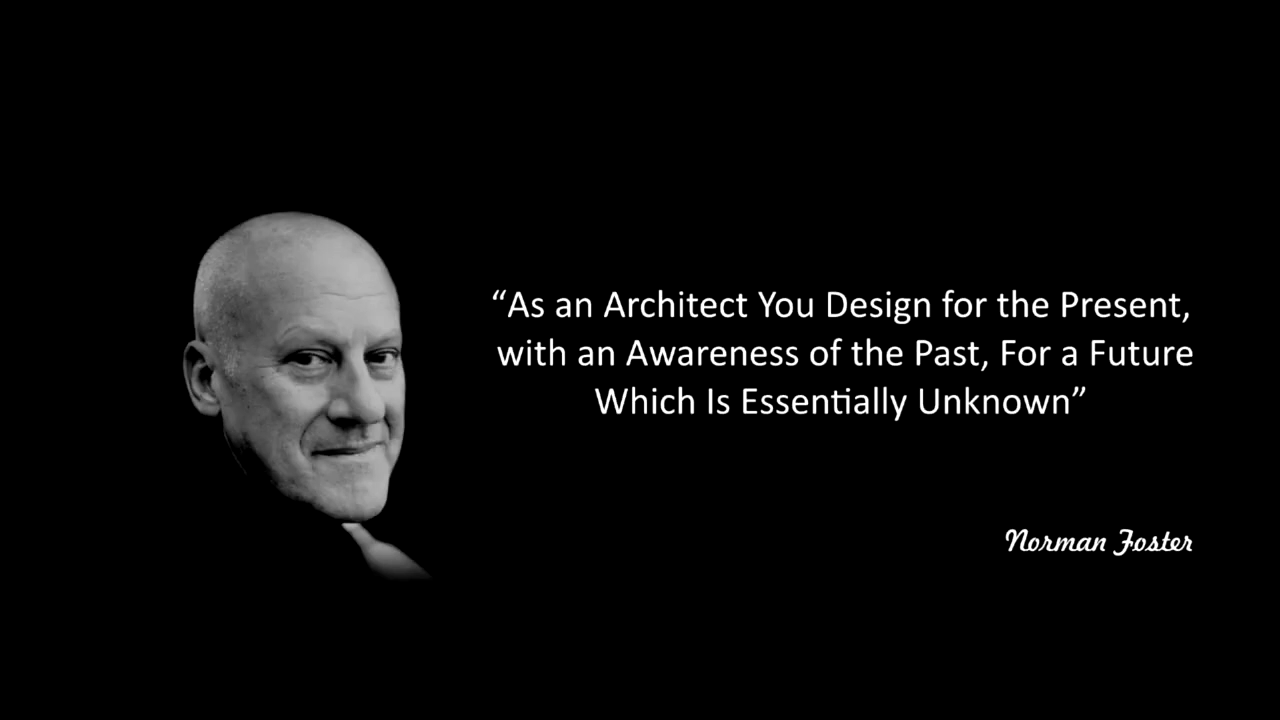 “As an Architect You Design for the Present,
with an Awareness of the Past, For a Future
Which Is Essentially Unknown”
Norman Foster